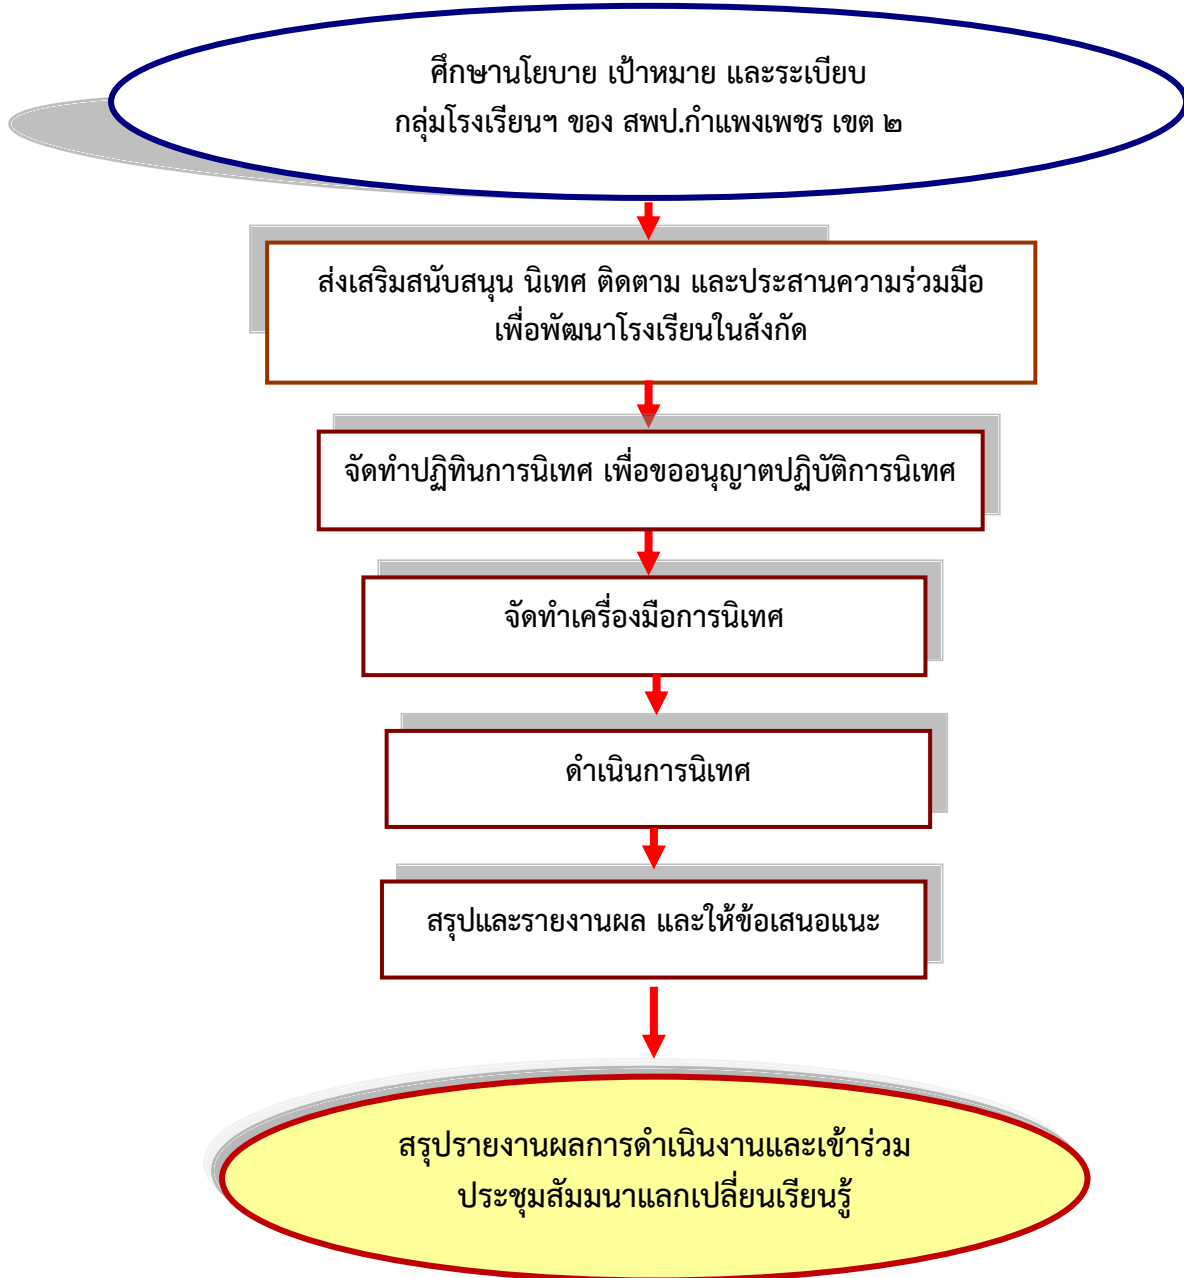 ศึกษานโยบาย เป้าหมาย และระเบียบ
กลุ่มโรงเรียนฯ ของ สพป.กำแพงเพชร เขต ๒
ส่งเสริมสนับสนุน นิเทศ ติดตาม และประสานความร่วมมือ
เพื่อพัฒนาโรงเรียนในสังกัด
จัดทำปฏิทินการนิเทศ เพื่อขออนุญาตปฏิบัติการนิเทศ
จัดทำเครื่องมือการนิเทศ
ดำเนินการนิเทศ
สรุปและรายงานผล และให้ข้อเสนอแนะ
สรุปรายงานผลการดำเนินงานและเข้าร่วม
ประชุมสัมมนาแลกเปลี่ยนเรียนรู้